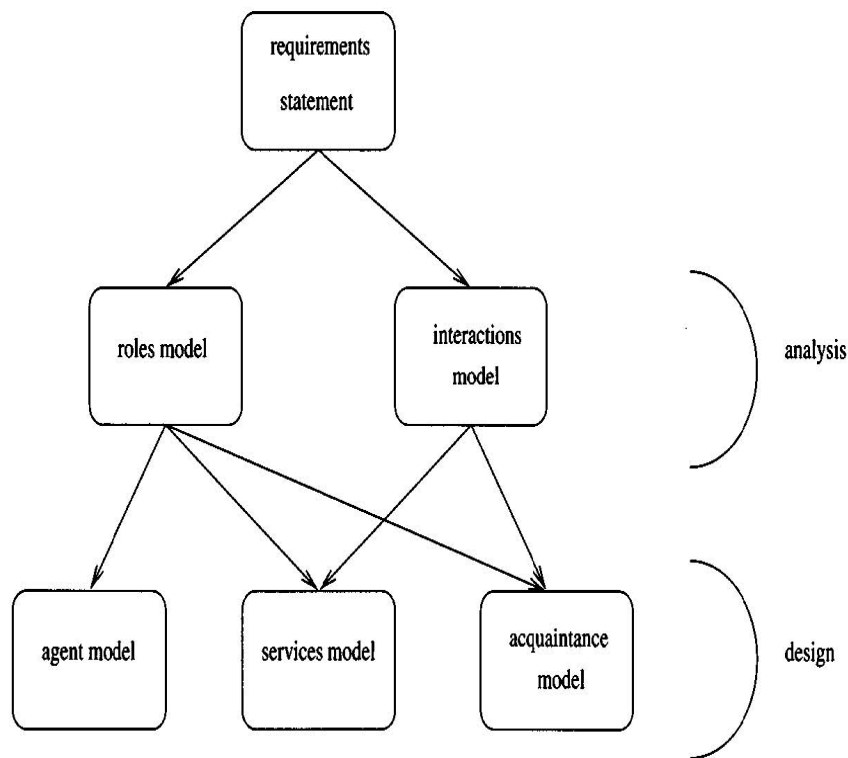 requirements
statement
roles model
interactions
model
analysis
agent model
services model
acquaintance
model
design